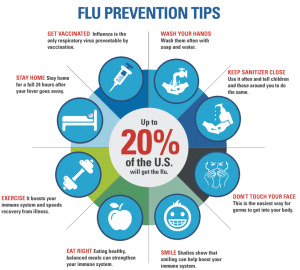 FLU PREVENTION TIPS
GET VACCINATED Influenza is the
only respiratory virus preventable by
vaccination.
WASH YOUR HANDS
Wash them often with
soap and water.
STAY HOME Stay home
for a full 24 hours after
your fever goes away.
KEEP SANITIZER CLOSE
Use it often and tell children
and those around you to do
the same.
Up to
20%
of the U.S.
will get the flu.
EXERCISE It boosts your
immune system and speeds
recovery from illness.
DON'T TOUCH YOUR FACE
This is the easiest way for
germs to get into your body.
EAT RIGHT Eating healthy,
balanced meals can strengthen
your immune system.
SMILE Studies show that
smiling can help boost your
immune system.